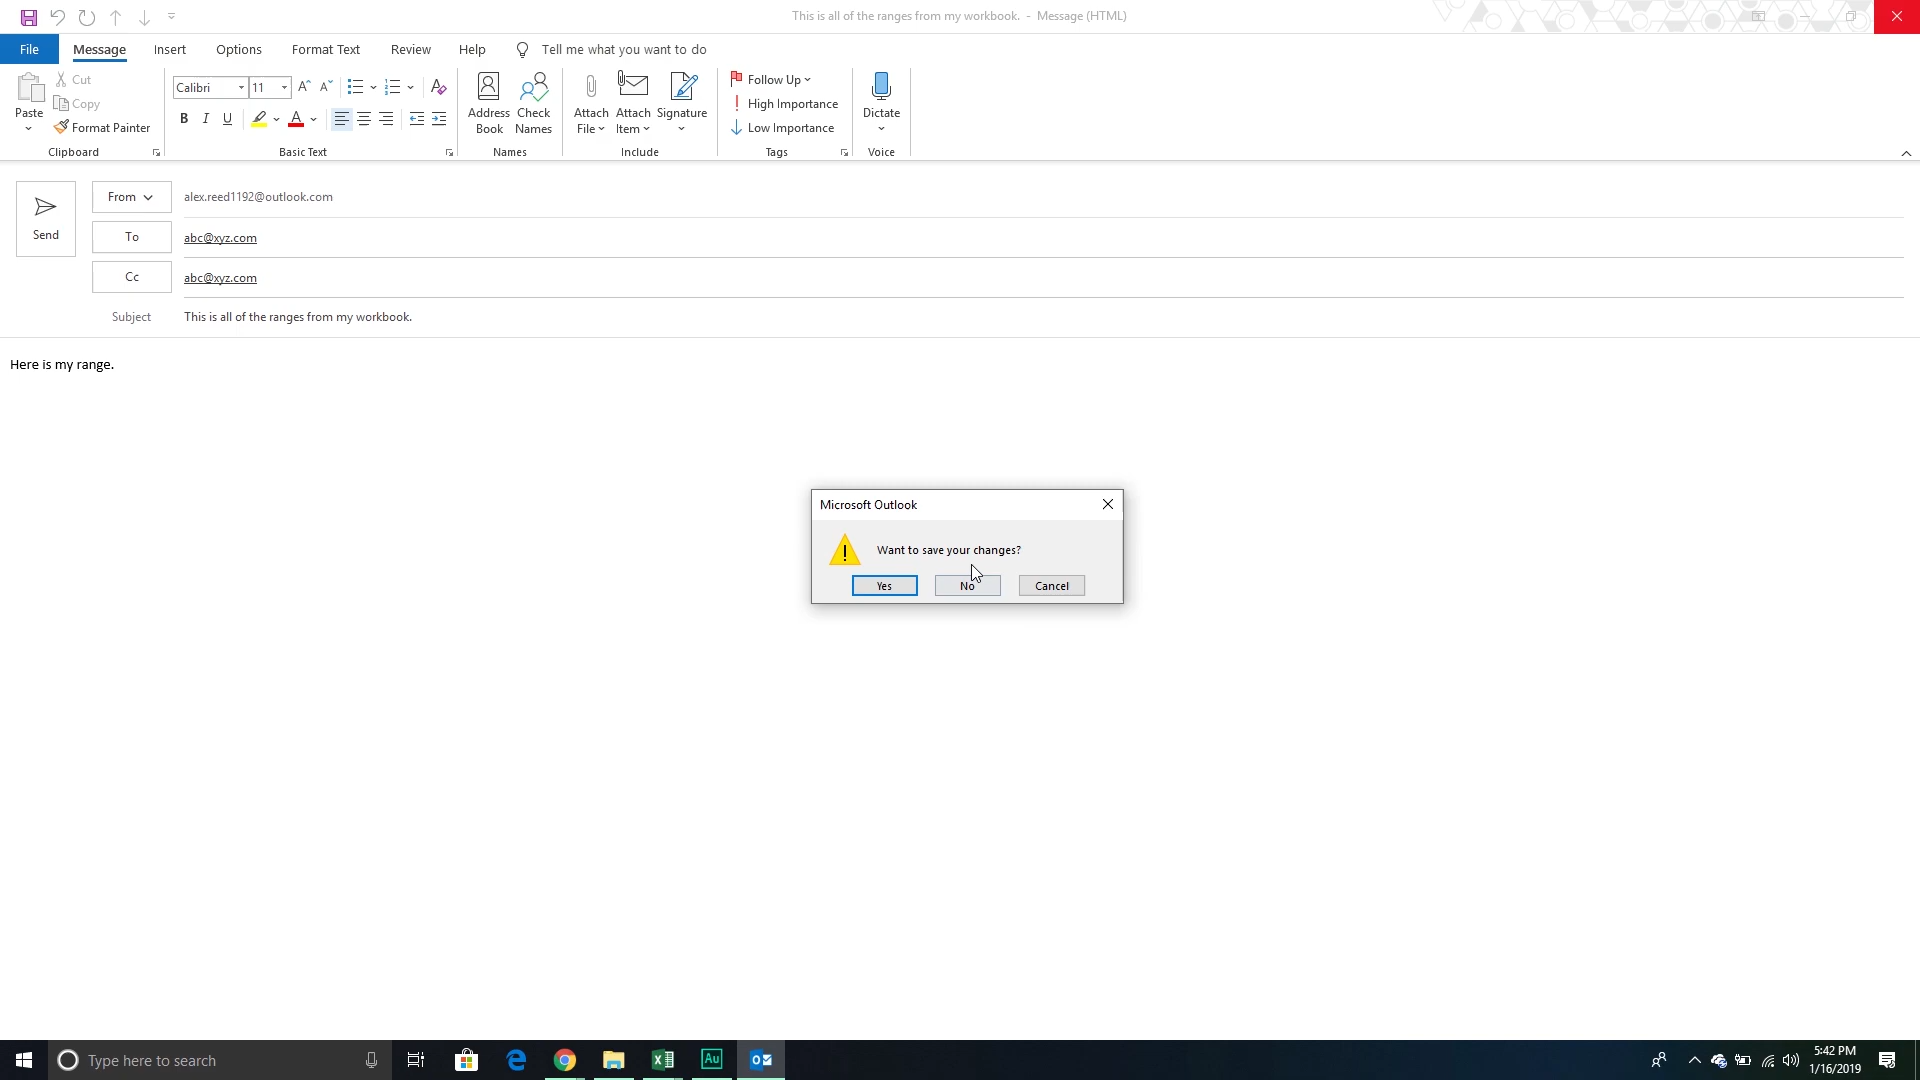 This is all of the ranges from my workbook. - Message (HTML)
File Message Insert Options Format Text Review Help Tell me what you want to do
Paste
Cut
Copy
Format Painter
Clipboard
Calibri 11
B I U
Basic Text
Address Book
Check Names
Names
Attach File
Attach Item
Signature
Include
Follow Up
High Importance
Low Importance
Tags
Dictate
Voice
Send
From alex.reed1192@outlook.com
To abc@xyz.com
Cc abc@xyz.com
Subject This is all of the ranges from my workbook.
Here is my range.
Microsoft Outlook
Want to save your changes?
Yes No Cancel
Type here to search
Au
5:42 PM
1/16/2019